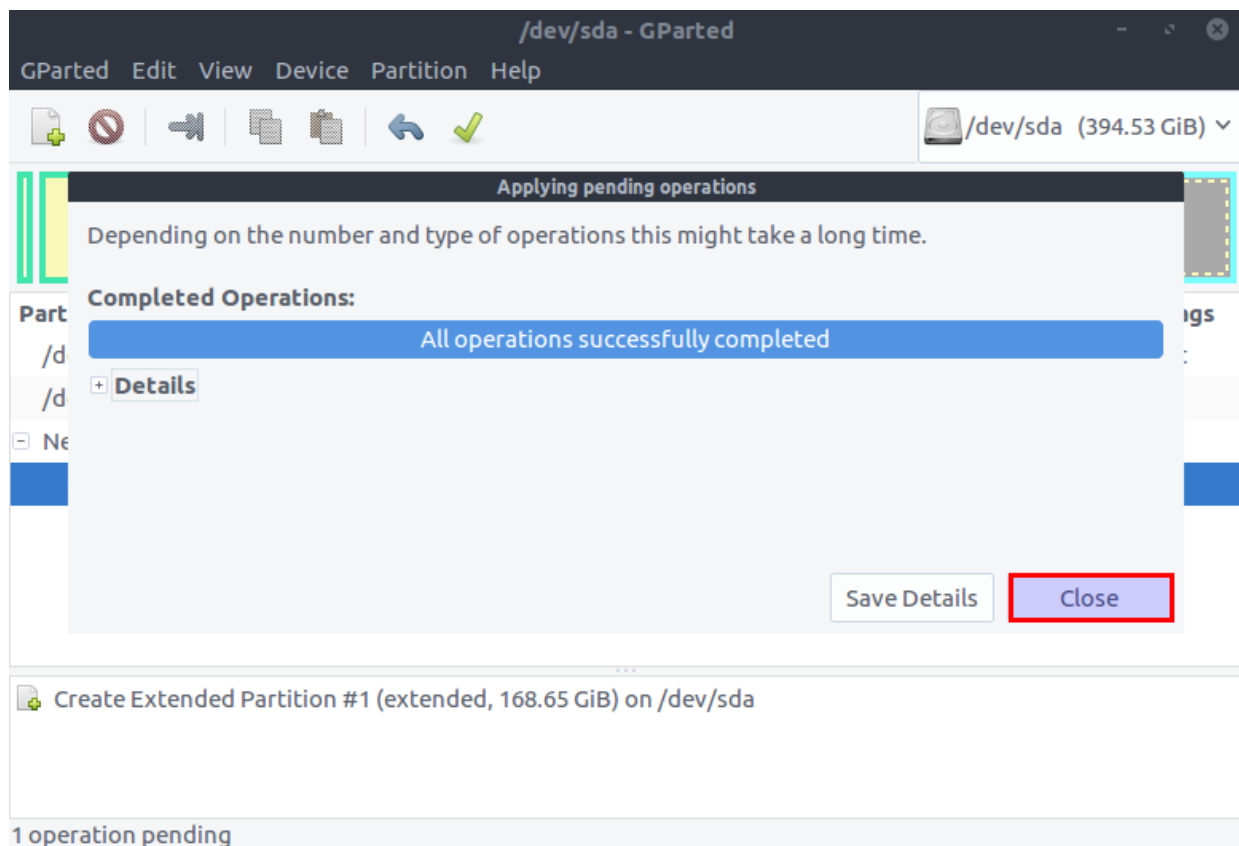 /dev/sda - GParted
GParted Edit View Device Partition Help
/dev/sda (394.53 GiB)
Applying pending operations
Depending on the number and type of operations this might take a long time.
Completed Operations:
Part
All operations successfully completed
/d
Details
/d
Ne
Save Details Close
Create Extended Partition #1 (extended, 168.65 GiB) on /dev/sda
1 operation pending